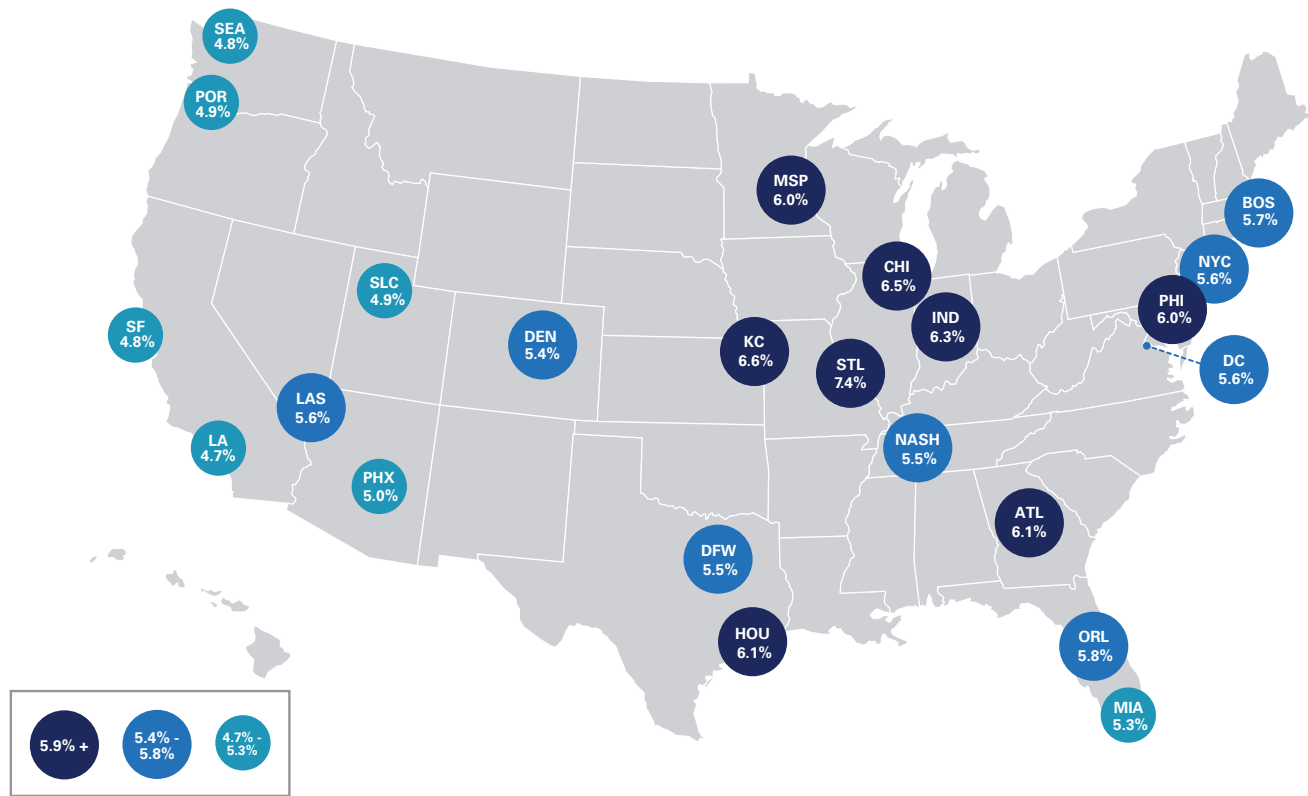 SEA
4.8%
POR
4.9%
MSP
6.0%
BOS
5.7%
NYC
5.6%
CHI
6.5%
SLC
4.9%
PHI
6.0%
IND
6.3%
SF
4.8%
DEN
5.4%
KC
6.6%
STL
7.4%
DC
5.6%
LAS
5.6%
LA
4.7%
NASH
5.5%
PHX
5.0%
ATL
6.1%
DFW
5.5%
HOU
6.1%
ORL
5.8%
MIA
5.3%
5.9% +
5.4% -
5.8%
4.7% -
5.3%